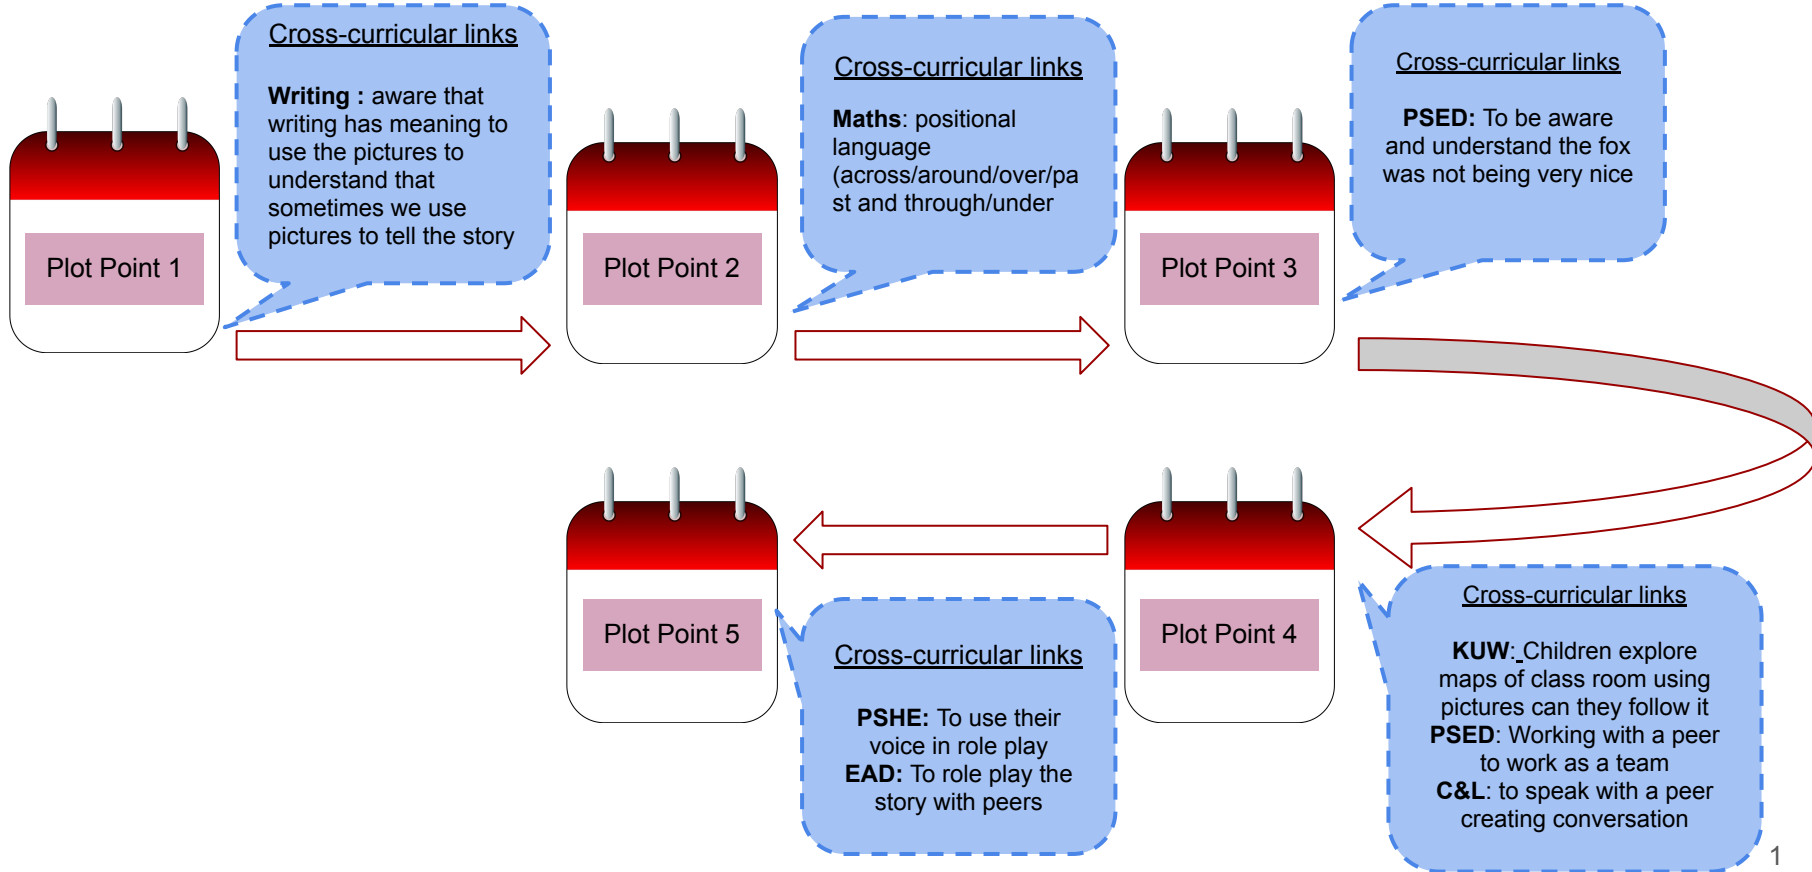 Plot Point 1
Cross-curricular links
Writing : aware that
writing has meaning to
use the pictures to
understand that
sometimes we use
pictures to tell the story
Plot Point 2
Cross-curricular links
Maths: positional
language
(across/around/over/pa
st and through/under
Plot Point 3
Cross-curricular links
PSED: To be aware
and understand the fox
was not being very nice
Plot Point 4
Cross-curricular links
KUW: Children explore
maps of class room using
pictures can they follow it
PSED: Working with a peer
to work as a team
C&L: to speak with a peer
creating conversation
Plot Point 5
Cross-curricular links
PSHE: To use their
voice in role play
EAD: To role play the
story with peers
1